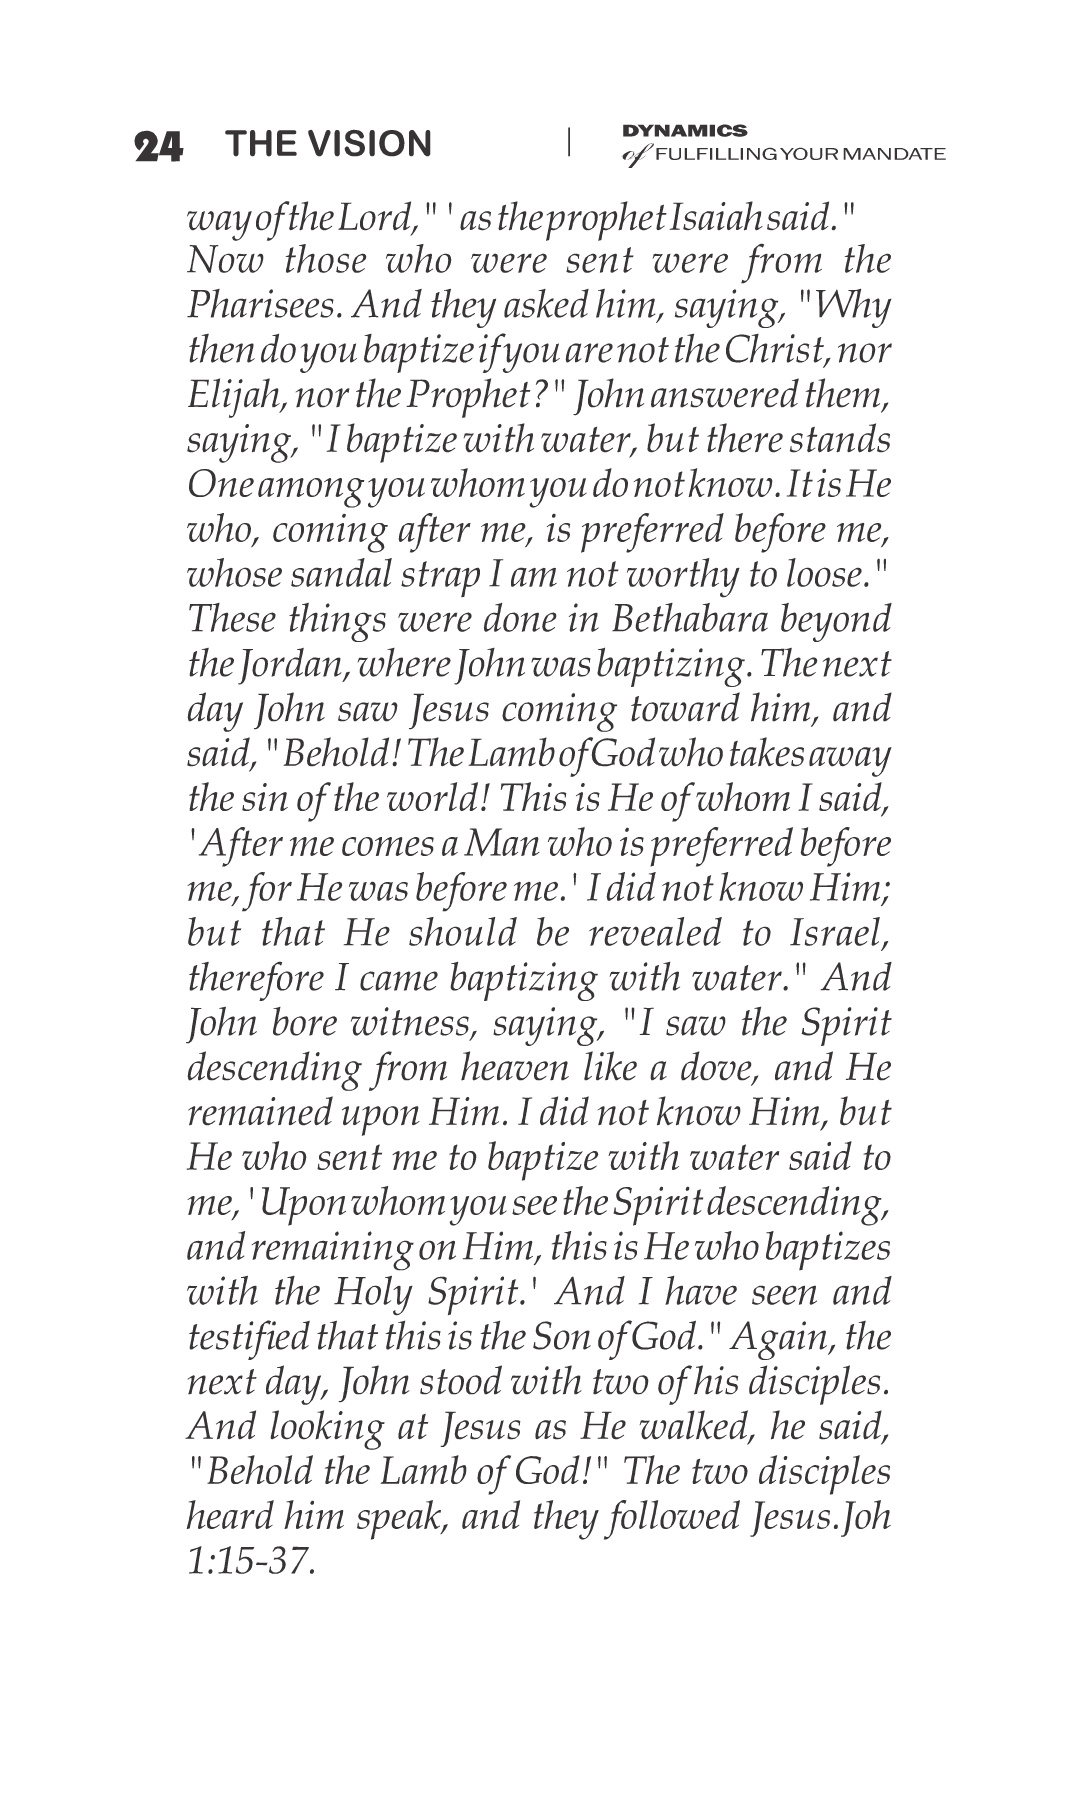 24 THE VISION | DYNAMICS
of FULFILLING YOUR MANDATE
way of the Lord," ' as the prophet Isaiah said."
Now those who were sent were from the
Pharisees. And they asked him, saying, "Why
then do you baptize if you are not the Christ, nor
Elijah, nor the Prophet?" John answered them,
saying, "I baptize with water, but there stands
One among you whom you do not know. It is He
who, coming after me, is preferred before me,
whose sandal strap I am not worthy to loose."
These things were done in Bethabara beyond
the Jordan, where John was baptizing. The next
day John saw Jesus coming toward him, and
said, "Behold! The Lamb of God who takes away
the sin of the world! This is He of whom I said,
'After me comes a Man who is preferred before
me, for He was before me.' I did not know Him;
but that He should be revealed to Israel,
therefore I came baptizing with water." And
John bore witness, saying, "I saw the Spirit
descending from heaven like a dove, and He
remained upon Him. I did not know Him, but
He who sent me to baptize with water said to
me, 'Upon whom you see the Spirit descending,
and remaining on Him, this is He who baptizes
with the Holy Spirit.' And I have seen and
testified that this is the Son of God." Again, the
next day, John stood with two of his disciples.
And looking at Jesus as He walked, he said,
"Behold the Lamb of God!" The two disciples
heard him speak, and they followed Jesus.Joh
1:15-37.